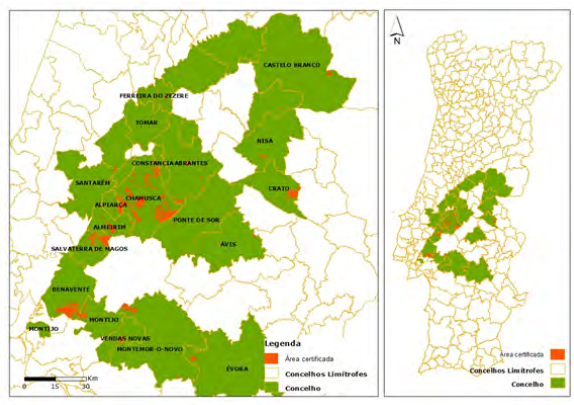 N
CASTELO BRANCO
FERREIRA DO ZEZERE
TOMAR
NISA
CONSTANCIA ABRANTES
SANTARÉM
CRATO
CHAMUSCA
ALPIARÇA
PONTE DE SOR
ALMEIRIM
AVIS
SALVATERRA DE MAGOS
BENAVENTE
MONTIJO
MONTIJO
VENDAS NOVAS
MONTEMOR-O-NOVO
ÉVORA
Legenda
Área certificada
Concelhos Limítrofes
Concelho
0 15 30 Km
Área certificada
Concelhos Limítrofes
Concelho